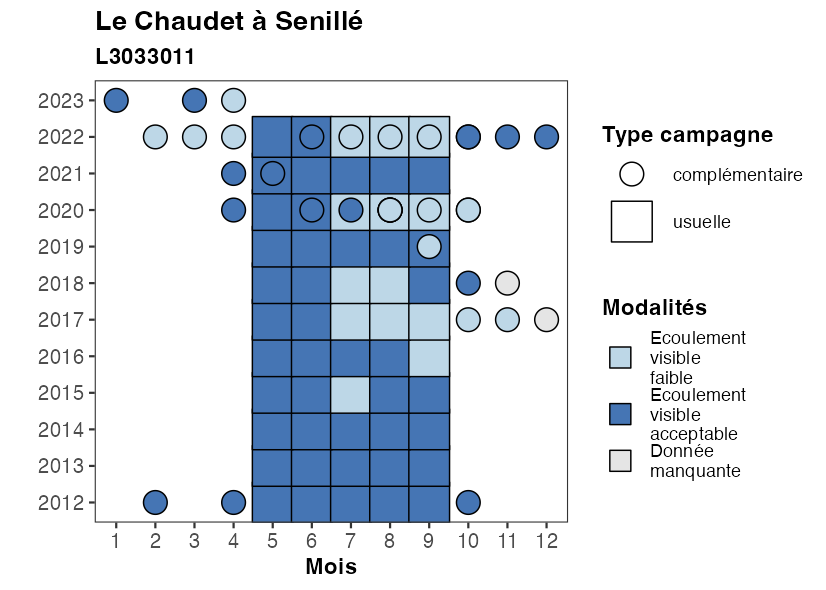 Le Chaudet à Senillé
L3033011
2023
2022
2021
2020
2019
2018
2017
2016
2015
2014
2013
2012
1 2 3 4 5 6 7 8 9 10 11 12
Mois
Type campagne
complémentaire
usuelle
Modalités
Ecoulement
visible
faible
Ecoulement
visible
acceptable
Donnée
manquante